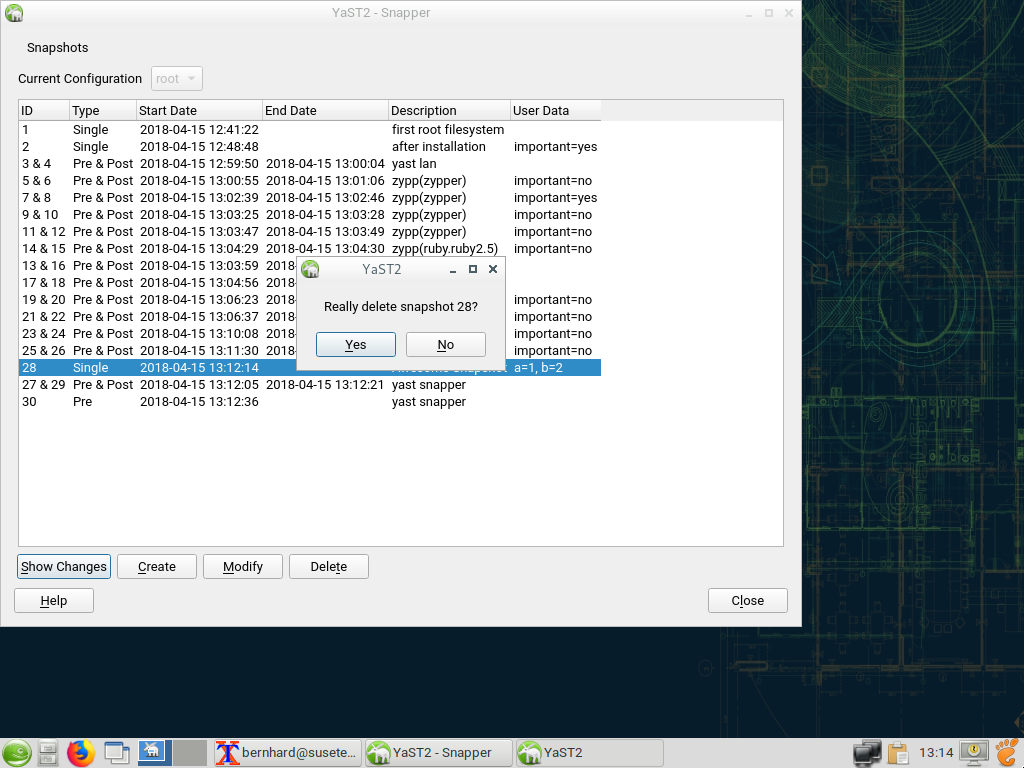 YaST2 - Snapper
Snapshots
Current Configuration root
ID Type Start Date End Date Description User Data
1 Single 2018-04-15 12:41:22 first root filesystem
2 Single 2018-04-15 12:48:48 after installation important=yes
3 & 4 Pre & Post 2018-04-15 12:59:50 2018-04-15 13:00:04 yast lan
5 & 6 Pre & Post 2018-04-15 13:00:55 2018-04-15 13:01:06 zypp(zypper) important=no
7 & 8 Pre & Post 2018-04-15 13:02:39 2018-04-15 13:02:46 zypp(zypper) important=yes
9 & 10 Pre & Post 2018-04-15 13:03:25 2018-04-15 13:03:28 zypp(zypper) important=no
11 & 12 Pre & Post 2018-04-15 13:03:47 2018-04-15 13:03:49 zypp(zypper) important=no
14 & 15 Pre & Post 2018-04-15 13:04:29 2018-04-15 13:04:30 zypp(ruby.ruby2.5) important=no
13 & 16 Pre & Post 2018-04-15 13:03:59 2018-
17 & 18 Pre & Post 2018-04-15 13:04:56 2018-
19 & 20 Pre & Post 2018-04-15 13:06:23 2018- important=no
21 & 22 Pre & Post 2018-04-15 13:06:37 2018- important=no
23 & 24 Pre & Post 2018-04-15 13:10:08 2018- important=no
25 & 26 Pre & Post 2018-04-15 13:11:30 2018- important=no
28 Single 2018-04-15 13:12:14 a=1, b=2
27 & 29 Pre & Post 2018-04-15 13:12:05 2018-04-15 13:12:21 yast snapper
30 Pre 2018-04-15 13:12:36 yast snapper
YaST2
Really delete snapshot 28?
Yes No
Show Changes Create Modify Delete
Help Close
bernhard@susete... YaST2 - Snapper YaST2 13:14